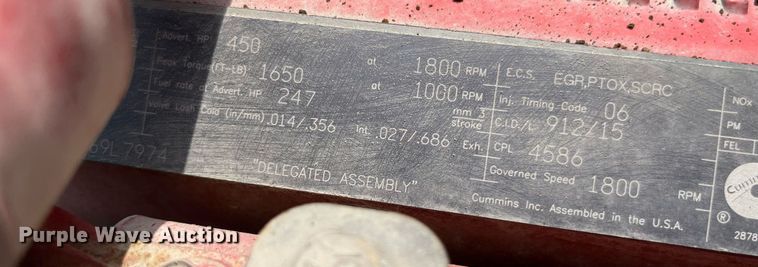 Advert. HP 450 at 1800 RPM
Peak Torque(FT-LB) 1650 at 1000 RPM
Fuel rate at Advert. HP 247 mm 3 stroke
Valve Lash Cold (in/mm) .014/.356 Int. .027/.686 Exh.
69L7974
"DELEGATED ASSEMBLY"
E.C.S. EGR,PTOX,SCRC
Inj. Timing Code 06
C.I.D./L 912/15
CPL 4586
Governed Speed 1800 RPM
Cummins Inc. Assembled in the U.S.A.
NOx
PM
FEL
Cummins
®
2878
Purple Wave Auction